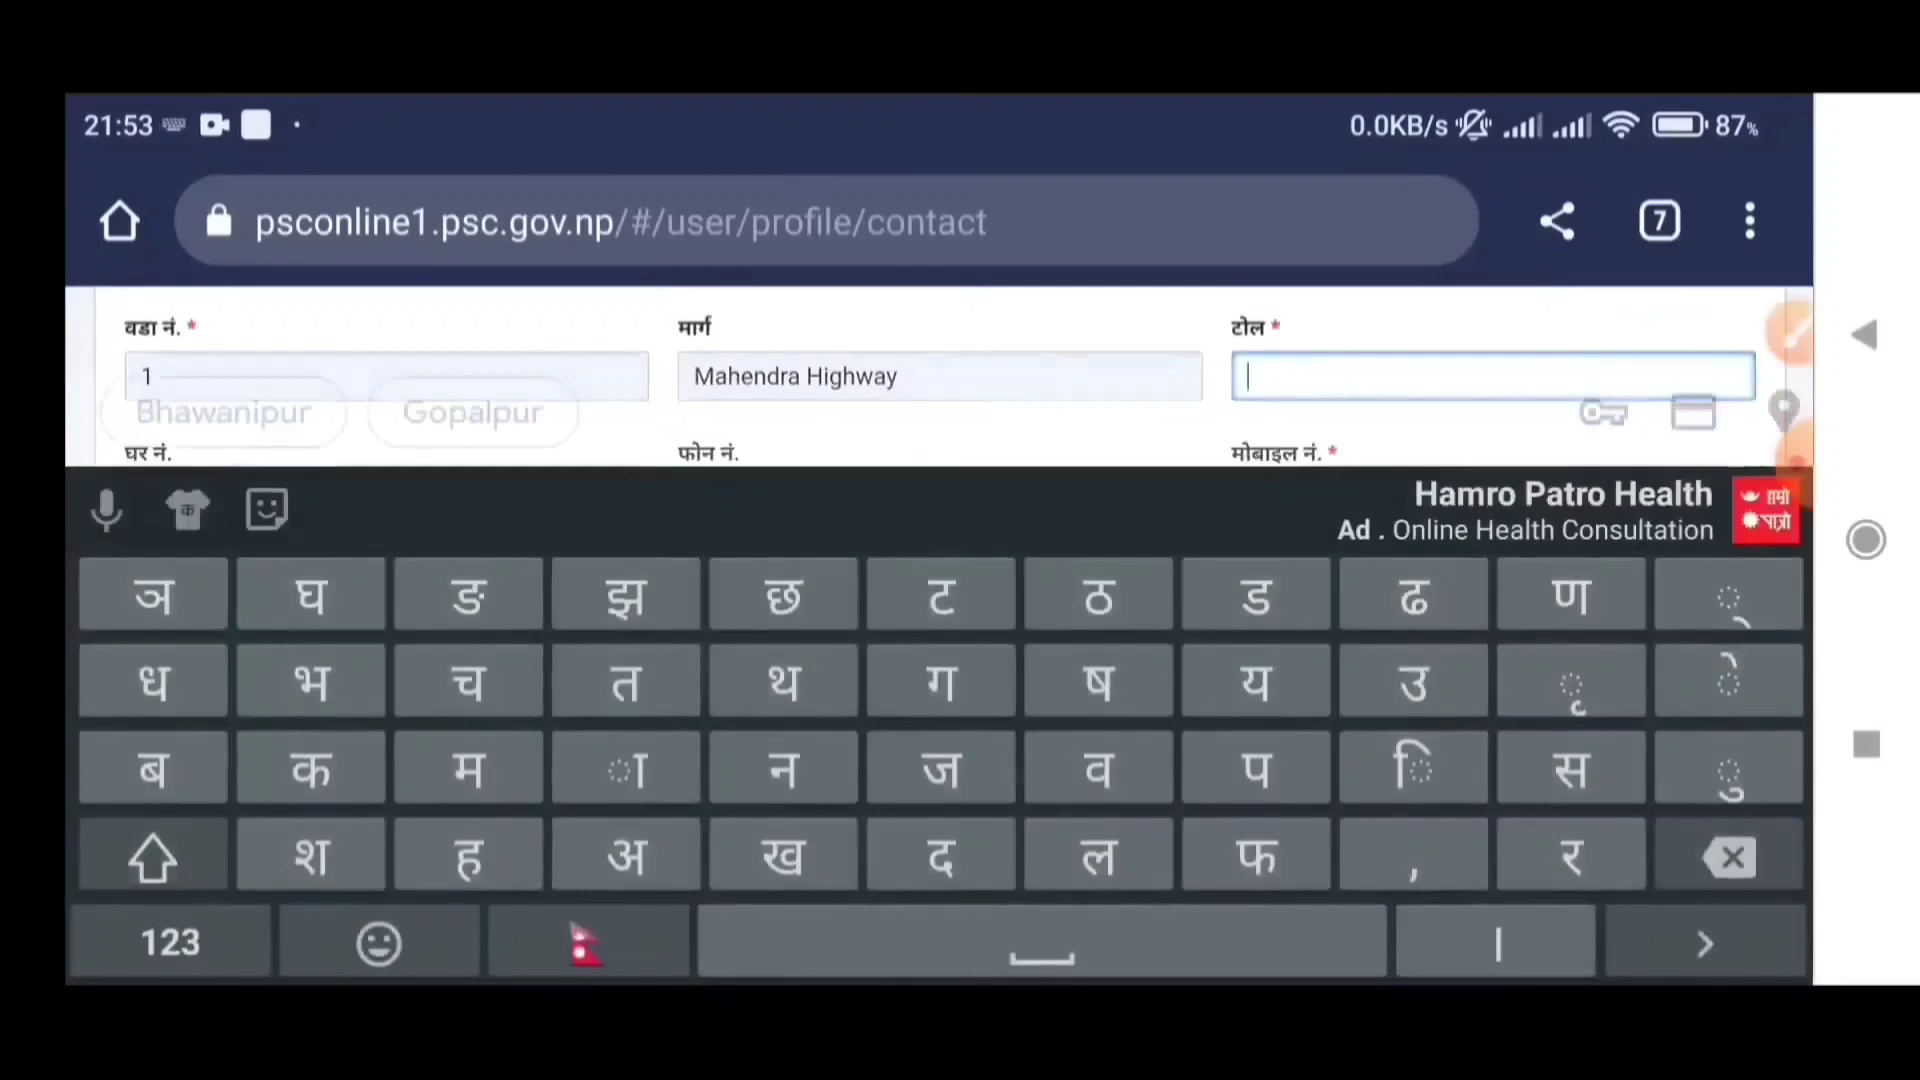 21:53 0.0KB/s 87%
psconline1.psc.gov.np/#/user/profile/contact 7
वडा नं. * मार्ग टोल *
1 Mahendra Highway
Bhawanipur Gopalpur
घर नं. फोन नं. मोबाइल नं. *
Hamro Patro Health
Ad . Online Health Consultation
हाम्रो पात्रो
क
ञ घ ङ झ छ ट ठ ड ढ ण ्
ध भ च त थ ग ष य उ ृ े
ब क म ा न ज व प ि स ु
श ह अ ख द ल फ , र
123 । >